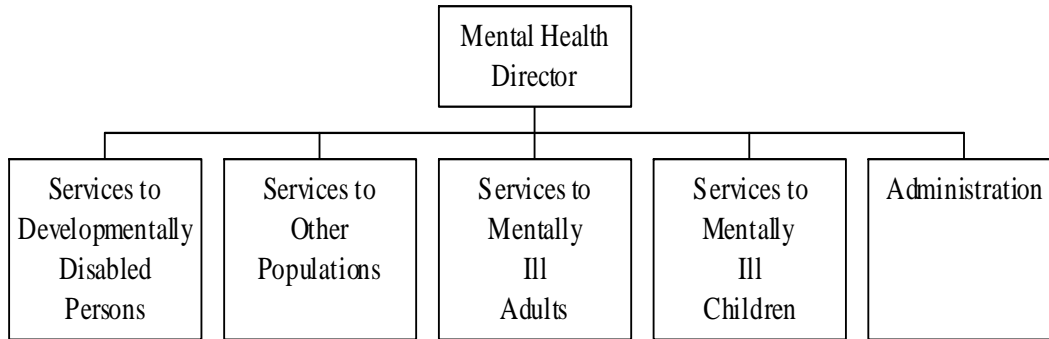 Mental Health
Director
Services to
Developmentally
Disabled
Persons
Services to
Other
Populations
Services to
Mentally
Ill
Adults
Services to
Mentally
Ill
Children
Administration